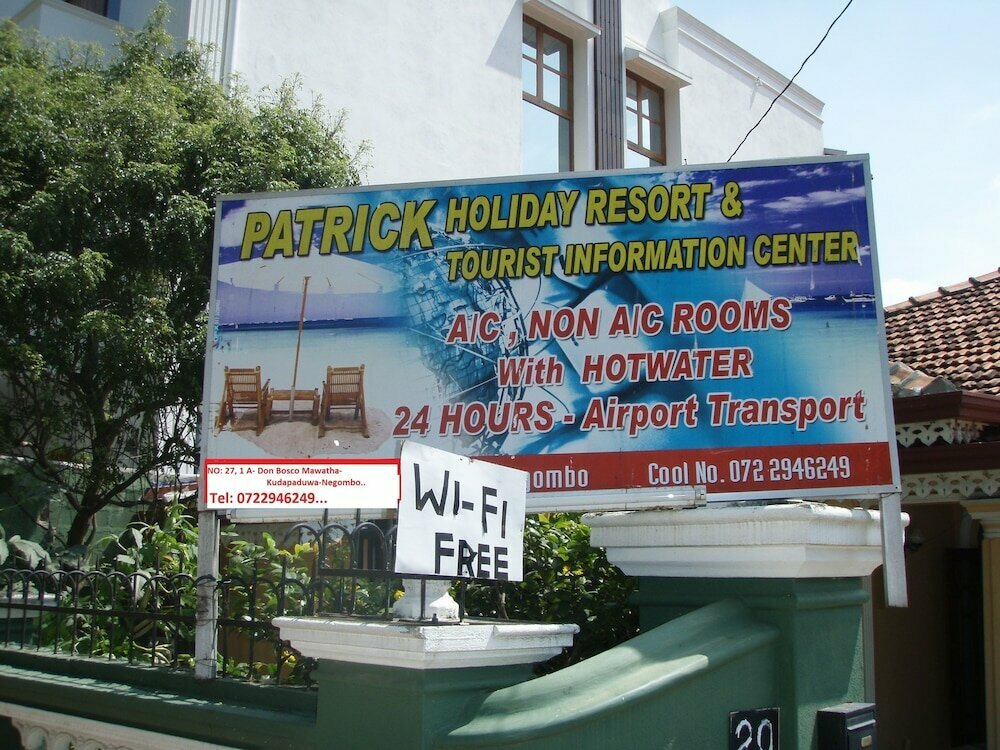 PATRICK HOLIDAY RESORT &
TOURIST INFORMATION CENTER
A/C , NON A/C ROOMS
With HOTWATER
24 HOURS - Airport Transport
ombo Cool No. 072 2946249
NO: 27, 1 A- Don Bosco Mawatha-
Kudapaduwa-Negombo..
Tel: 0722946249...
WI-FI
FREE
20